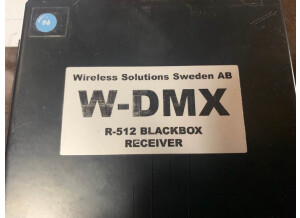 Wireless Solutions Sweden AB
W-DMX
R-512 BLACKBOX
RECEIVER